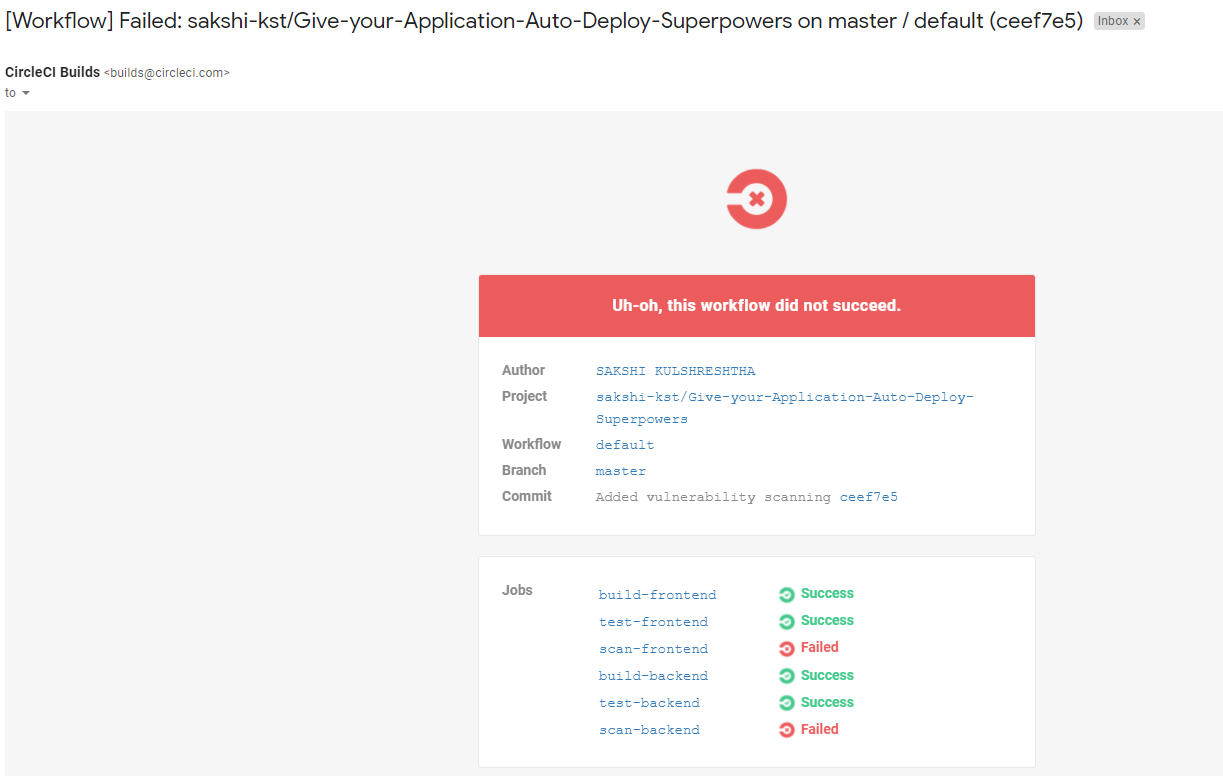 [Workflow] Failed: sakshi-kst/Give-your-Application-Auto-Deploy-Superpowers on master / default (ceef7e5) Inbox ×
CircleCI Builds <builds@circleci.com>
to
Uh-oh, this workflow did not succeed.
Author SAKSHI KULSHRESHTHA
Project sakshi-kst/Give-your-Application-Auto-Deploy-
Superpowers
Workflow default
Branch master
Commit Added vulnerability scanning ceef7e5
Jobs build-frontend Success
test-frontend Success
scan-frontend Failed
build-backend Success
test-backend Success
scan-backend Failed